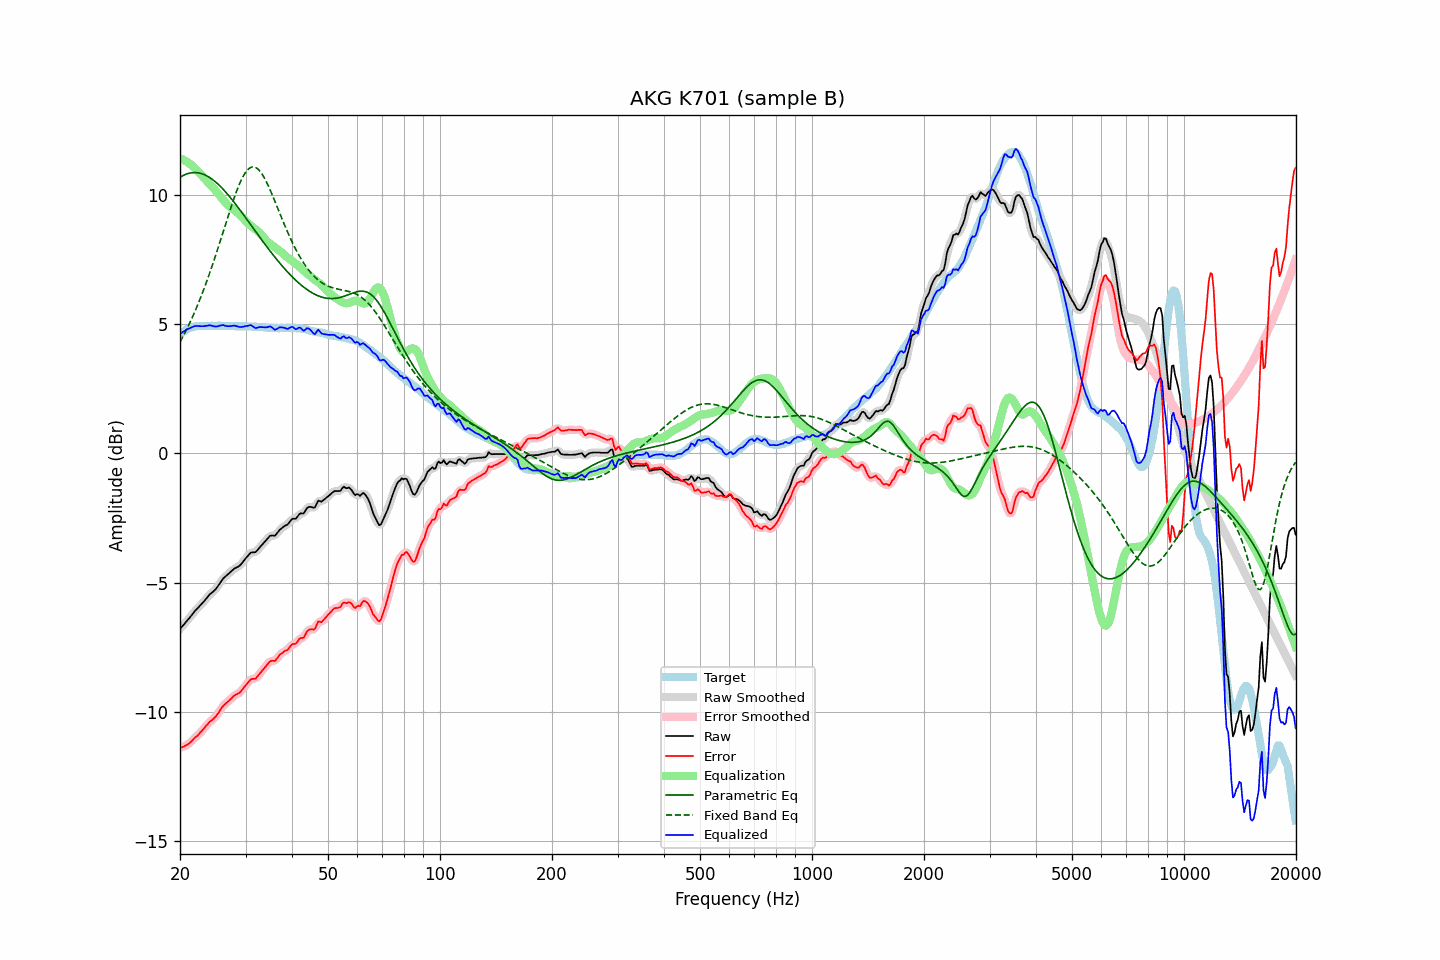 AKG K701 (sample B)
Amplitude (dBr)
10
5
0
−5
−10
−15
Target
Raw Smoothed
Error Smoothed
Raw
Error
Equalization
Parametric Eq
Fixed Band Eq
Equalized
20 50 100 200 500 1000 2000 5000 10000 20000
Frequency (Hz)